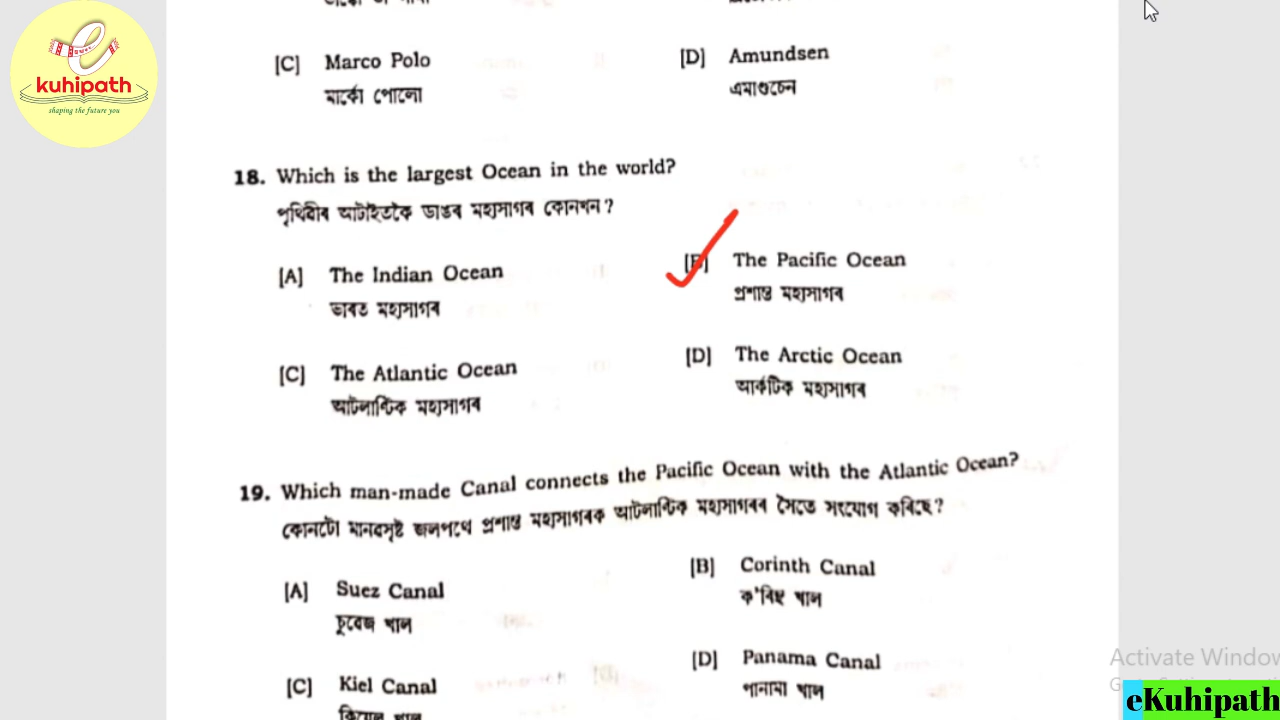 kuhipath
shaping the future you
[C] Marco Polo
মাৰ্কো পোলো
[D] Amundsen
এমাণ্ডচেন
18. Which is the largest Ocean in the world?
পৃথিৱীৰ আটাইতকৈ ডাঙৰ মহাসাগৰ কোনখন?
[A] The Indian Ocean
ভাৰত মহাসাগৰ
[B] The Pacific Ocean
প্ৰশান্ত মহাসাগৰ
[C] The Atlantic Ocean
আটলাণ্টিক মহাসাগৰ
[D] The Arctic Ocean
আৰ্কটিক মহাসাগৰ
19. Which man-made Canal connects the Pacific Ocean with the Atlantic Ocean?
কোনটো মানৱসৃষ্ট জলপথে প্ৰশান্ত মহাসাগৰক আটলাণ্টিক মহাসাগৰৰ সৈতে সংযোগ কৰিছে?
[A] Suez Canal
চুৱেজ খাল
[B] Corinth Canal
ক'ৰিন্থ খাল
[C] Kiel Canal
কিয়েল খাল
[D] Panama Canal
পানামা খাল
Activate Window
eKuhipath